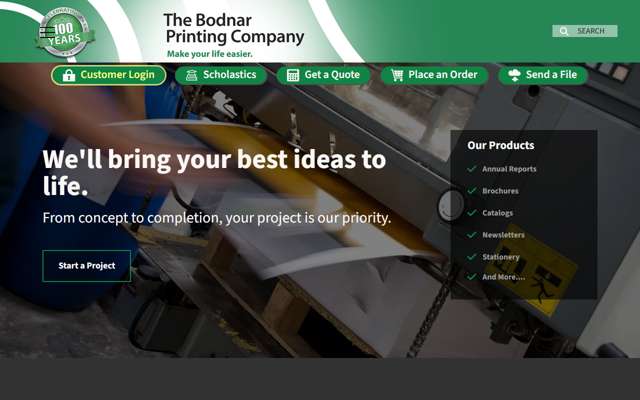 100
YEARS
The Bodnar
Printing Company
Make your life easier.
SEARCH
Customer Login
Scholastics
Get a Quote
Place an Order
Send a File
We'll bring your best ideas to
life.
From concept to completion, your project is our priority.
Start a Project
Our Products
Annual Reports
Brochures
Catalogs
Newsletters
Stationery
And More....